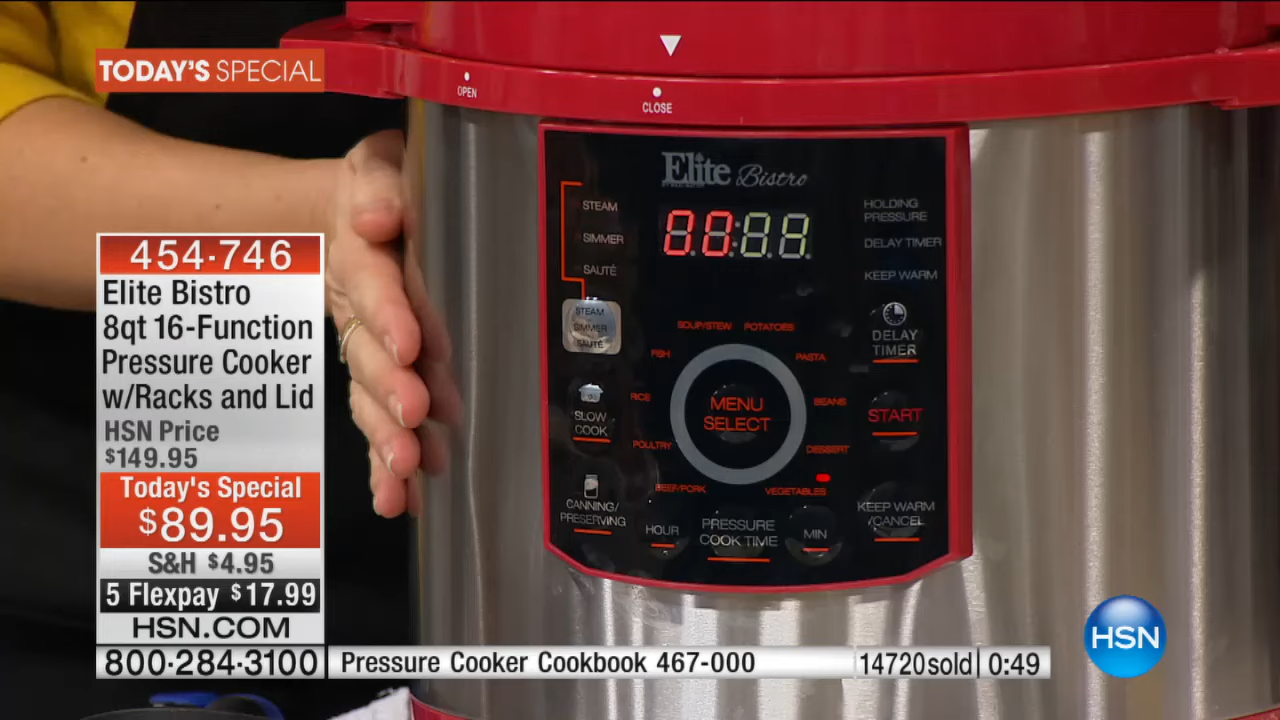 TODAY'S SPECIAL
454-746
Elite Bistro
8qt 16-Function
Pressure Cooker
w/Racks and Lid
HSN Price
$149.95
Today's Special
$89.95
S&H $4.95
5 Flexpay $17.99
HSN.COM
800-284-3100
Pressure Cooker Cookbook 467-000
14720sold
0:49
HSN
OPEN
CLOSE
Elite Bistro
STEAM
SIMMER
SAUTÉ
HOLDING
PRESSURE
DELAY TIMER
KEEP WARM
STEAM
SIMMER
SAUTÉ
DELAY
TIMER
SLOW
COOK
START
CANNING/
PRESERVING
KEEP WARM
/CANCEL
SOUP/STEW
POTATOES
FISH
PASTA
RICE
BEANS
POULTRY
DESSERT
BEEF/PORK
VEGETABLES
MENU
SELECT
HOUR
PRESSURE
COOK TIME
MIN